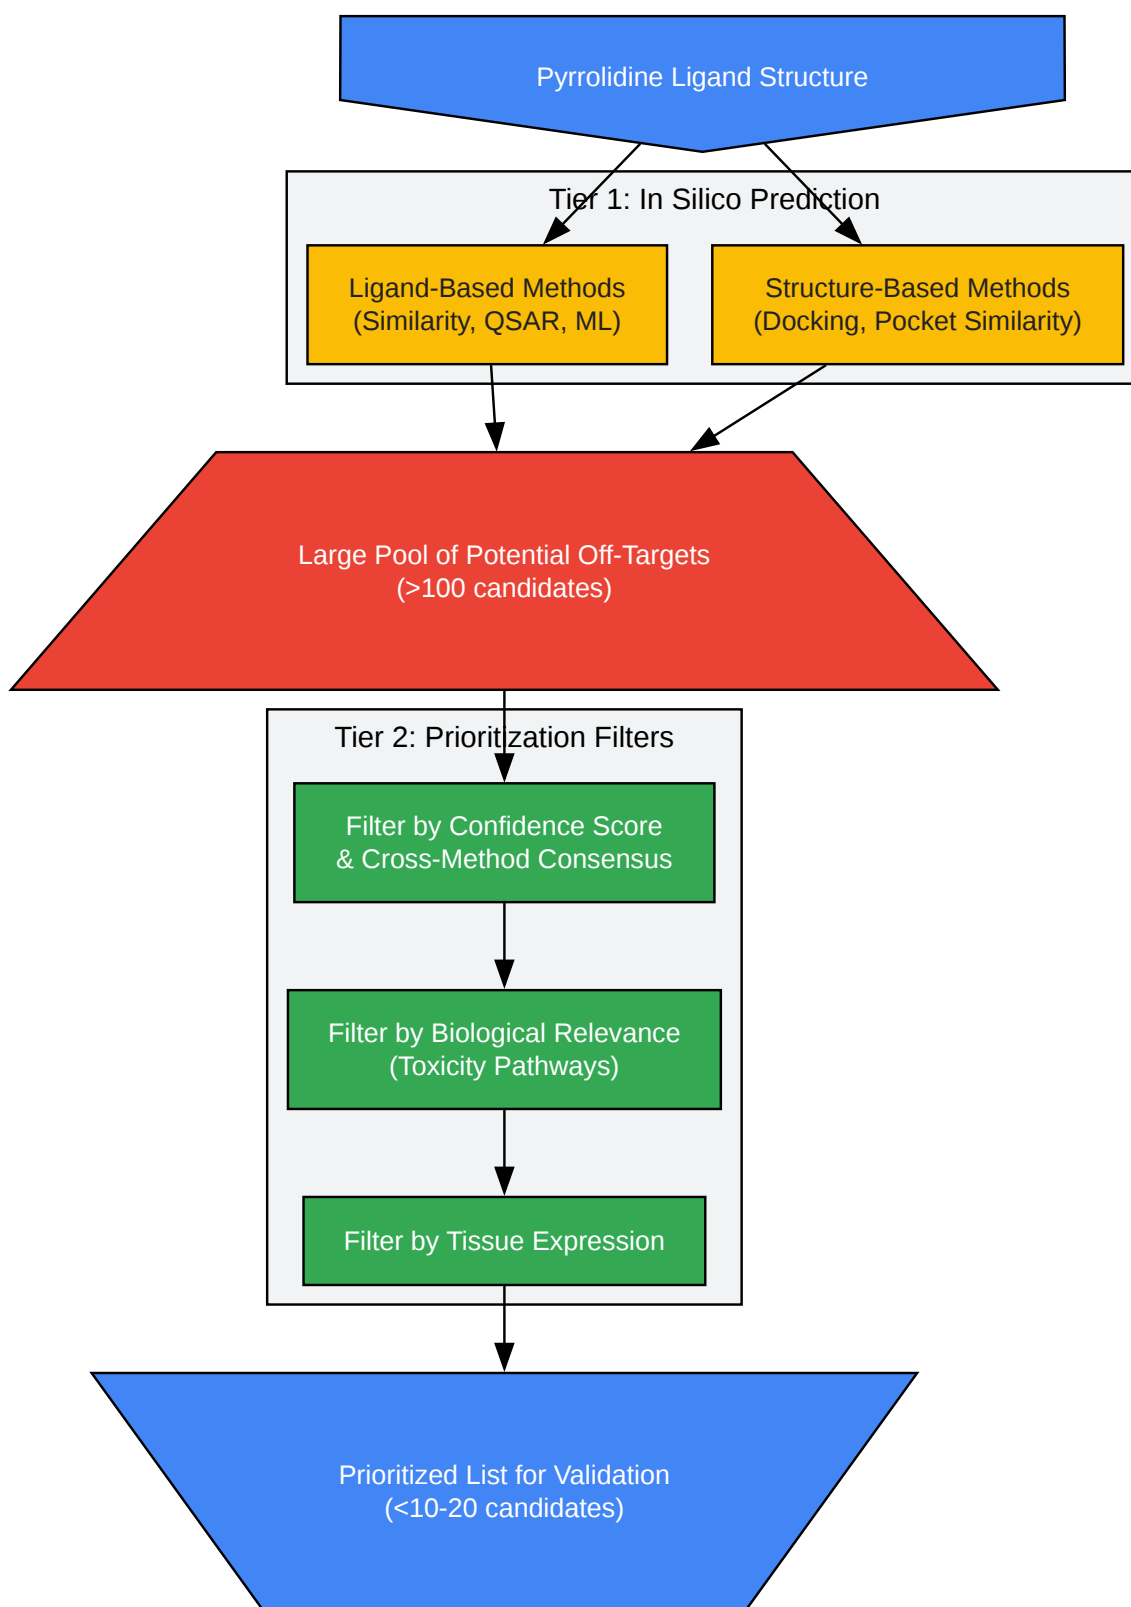 Pyrrolidine Ligand Structure
Tier 1: In Silico Prediction
Ligand-Based Methods
(Similarity, QSAR, ML)
Structure-Based Methods
(Docking, Pocket Similarity)
Large Pool of Potential Off-Targets
(>100 candidates)
Tier 2: Prioritization Filters
Filter by Confidence Score
& Cross-Method Consensus
Filter by Biological Relevance
(Toxicity Pathways)
Filter by Tissue Expression
Prioritized List for Validation
(<10-20 candidates)